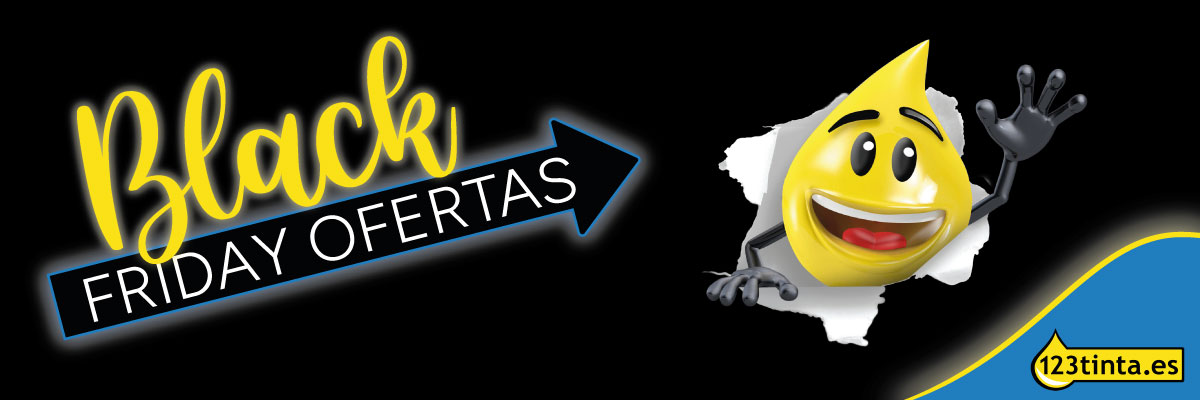 Black
FRIDAY OFERTAS
123tinta.es